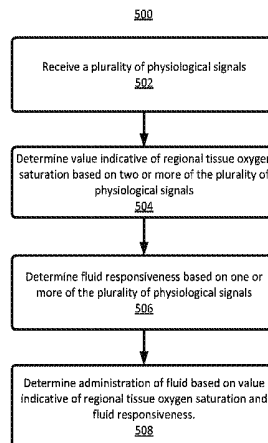 500
Receive a plurality of physiological signals
502
Determine value indicative of regional tissue oxygen
saturation based on two or more of the plurality of
physiological signals
504
Determine fluid responsiveness based on one or
more of the plurality of physiological signals
506
Determine administration of fluid based on value
indicative of regional tissue oxygen saturation and
fluid responsiveness.
508